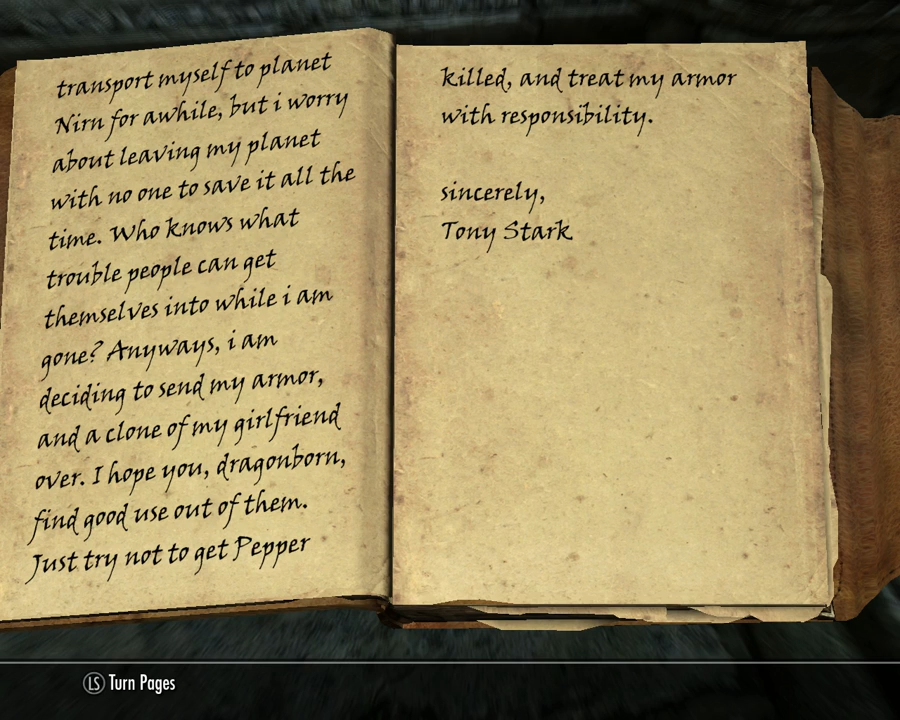 transport myself to planet
Nirn for awhile, but i worry
about leaving my planet
with no one to save it all the
time. Who knows what
trouble people can get
themselves into while i am
gone? Anyways, i am
deciding to send my armor,
and a clone of my girlfriend
over. I hope you, dragonborn,
find good use out of them.
Just try not to get Pepper
killed, and treat my armor
with responsibility.
sincerely,
Tony Stark
LS Turn Pages